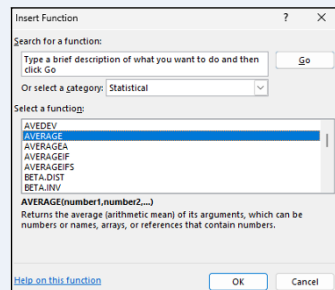 Insert Function ? X
Search for a function:
Type a brief description of what you want to do and then
click Go
Go
Or select a category: Statistical
Select a function:
AVEDEV
AVERAGE
AVERAGEA
AVERAGEIF
AVERAGEIFS
BETA.DIST
BETA.INV
AVERAGE(number1,number2,...)
Returns the average (arithmetic mean) of its arguments, which can be
numbers or names, arrays, or references that contain numbers.
Help on this function OK Cancel